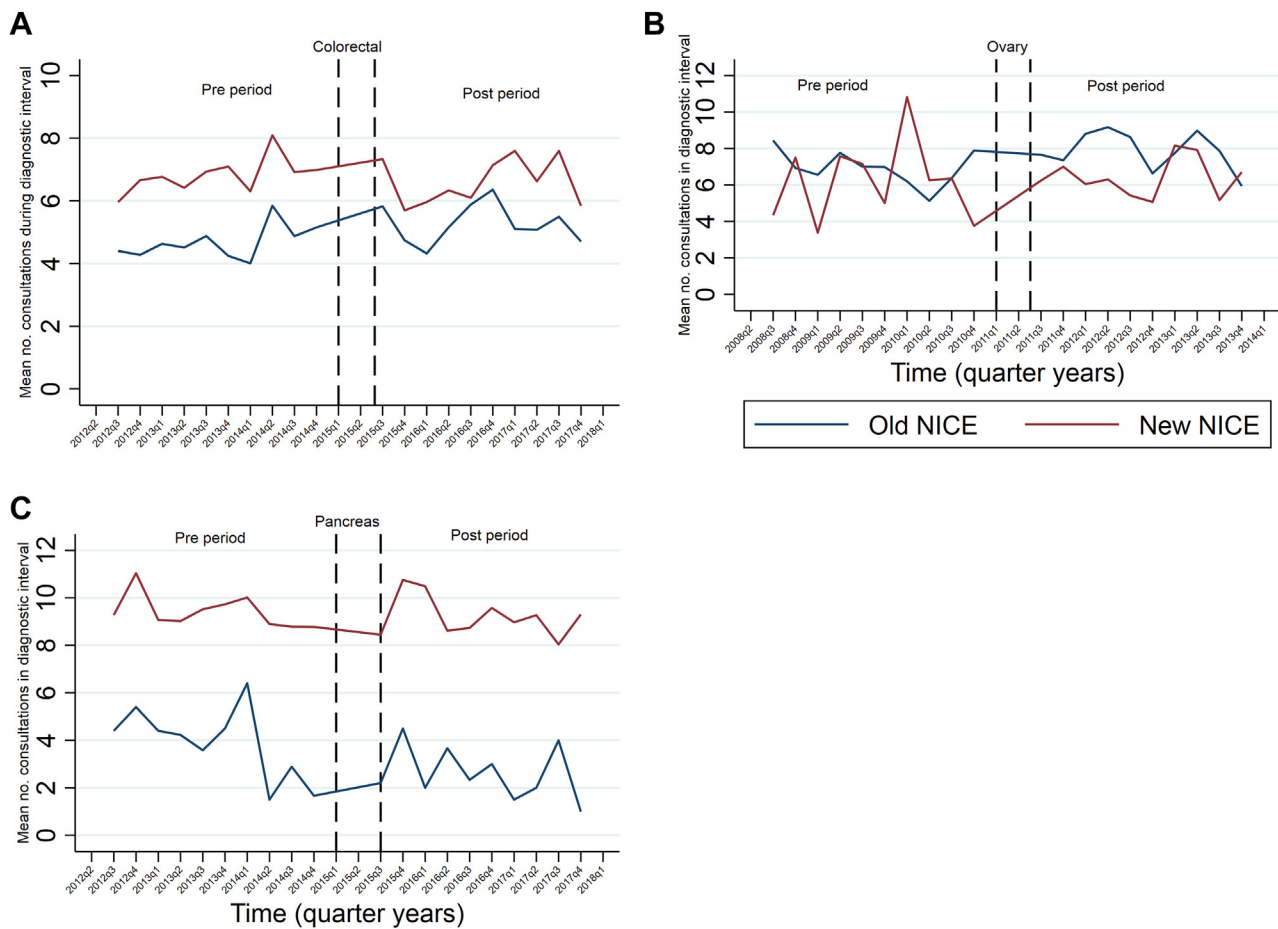 A
Colorectal
Pre period
Post period
Mean no. consultations during diagnostic interval
10
8
6
4
2
0
2012q2 2012q3 2012q4 2013q1 2013q2 2013q3 2013q4 2014q1 2014q2 2014q3 2014q4 2015q1 2015q2 2015q3 2015q4 2016q1 2016q2 2016q3 2016q4 2017q1 2017q2 2017q3 2017q4 2018q1
B
Ovary
Pre period
Post period
Mean no. consultations in diagnostic interval
12
10
8
6
4
2
0
2008q2 2008q3 2008q4 2009q1 2009q2 2009q3 2009q4 2010q1 2010q2 2010q3 2010q4 2011q1 2011q2 2011q3 2011q4 2012q1 2012q2 2012q3 2012q4 2013q1 2013q2 2013q3 2013q4 2014q1
Time (quarter years)
Old NICE New NICE
C
Pancreas
Pre period
Post period
Mean no. consultations in diagnostic interval
12
10
8
6
4
2
0
2012q2 2012q3 2012q4 2013q1 2013q2 2013q3 2013q4 2014q1 2014q2 2014q3 2014q4 2015q1 2015q2 2015q3 2015q4 2016q1 2016q2 2016q3 2016q4 2017q1 2017q2 2017q3 2017q4 2018q1
Time (quarter years)